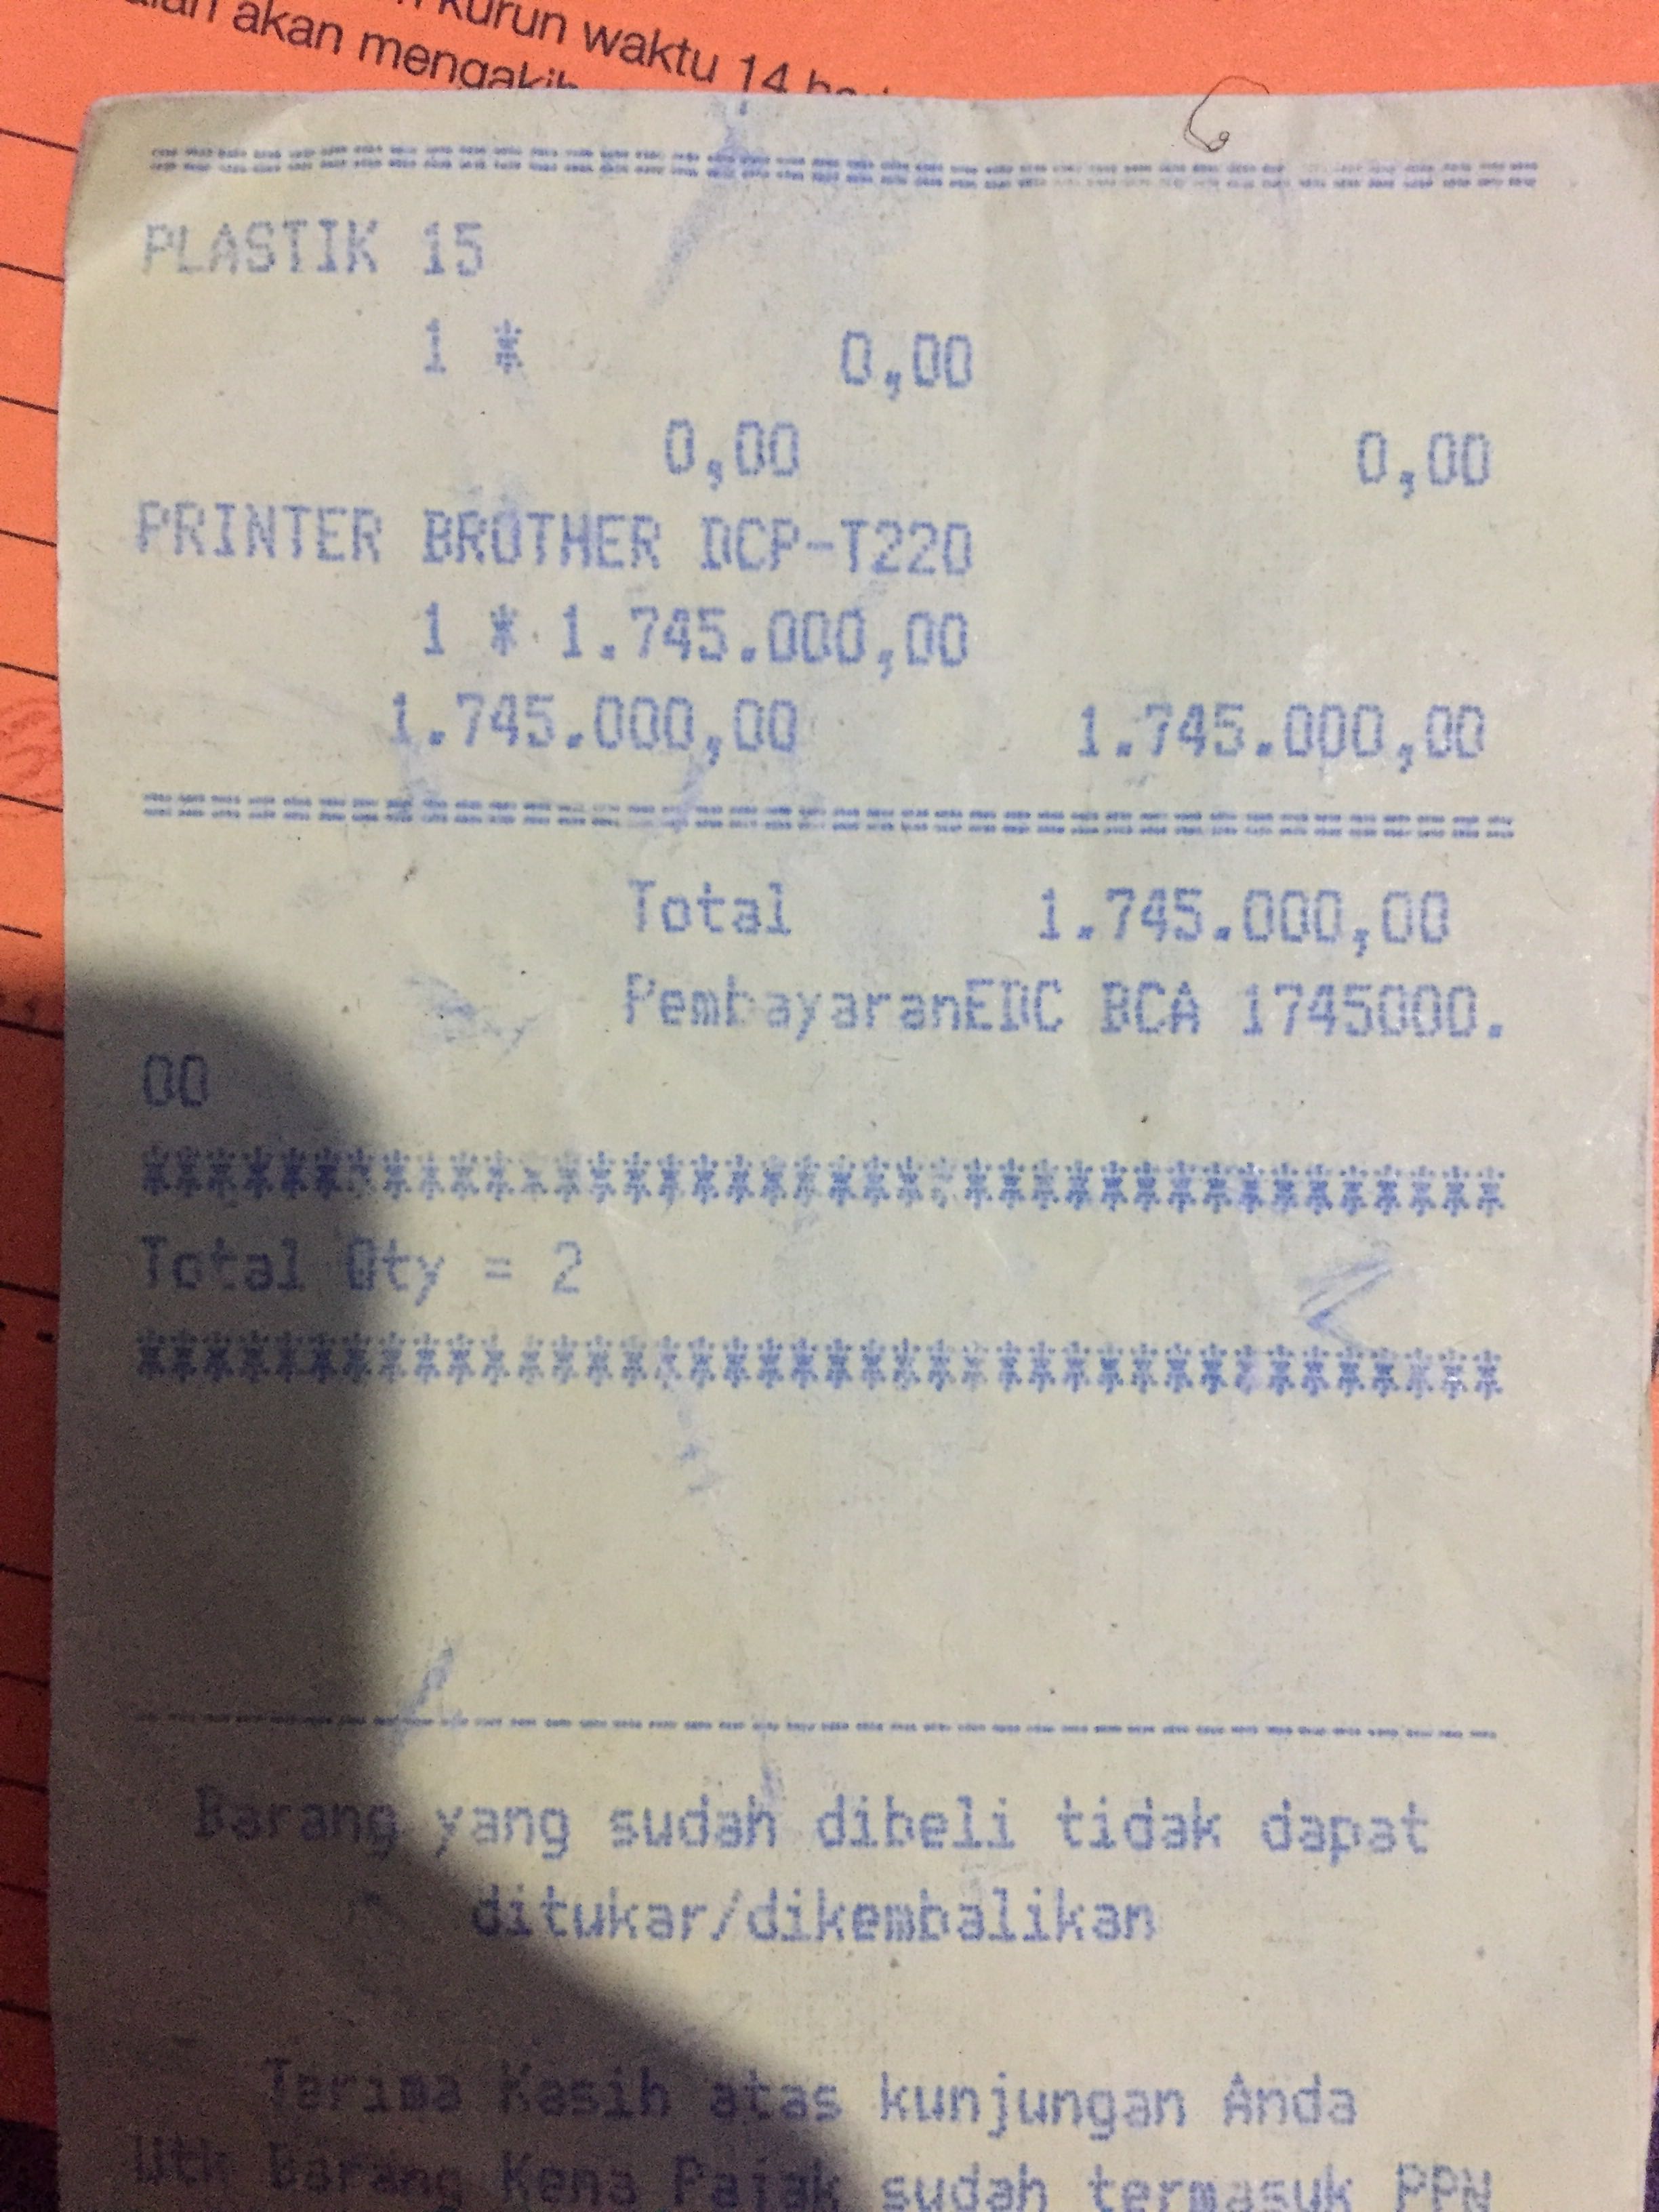 kurun waktu 14
akan
================================
PLASTIK 15
1 * 0,00
0,00 0,00
PRINTER BROTHER DCP-T220
1 * 1.745.000,00
1.745.000,00 1.745.000,00
================================
Total 1.745.000,00
PembayaranEDC BCA 1745000.
00
****************************************
Total Qty = 2
****************************************
----------------------------------------
Barang yang sudah dibeli tidak dapat
ditukar/dikembalikan
Terima Kasih atas kunjungan Anda
Utk Barang Kena Pajak sudah termasuk PPN